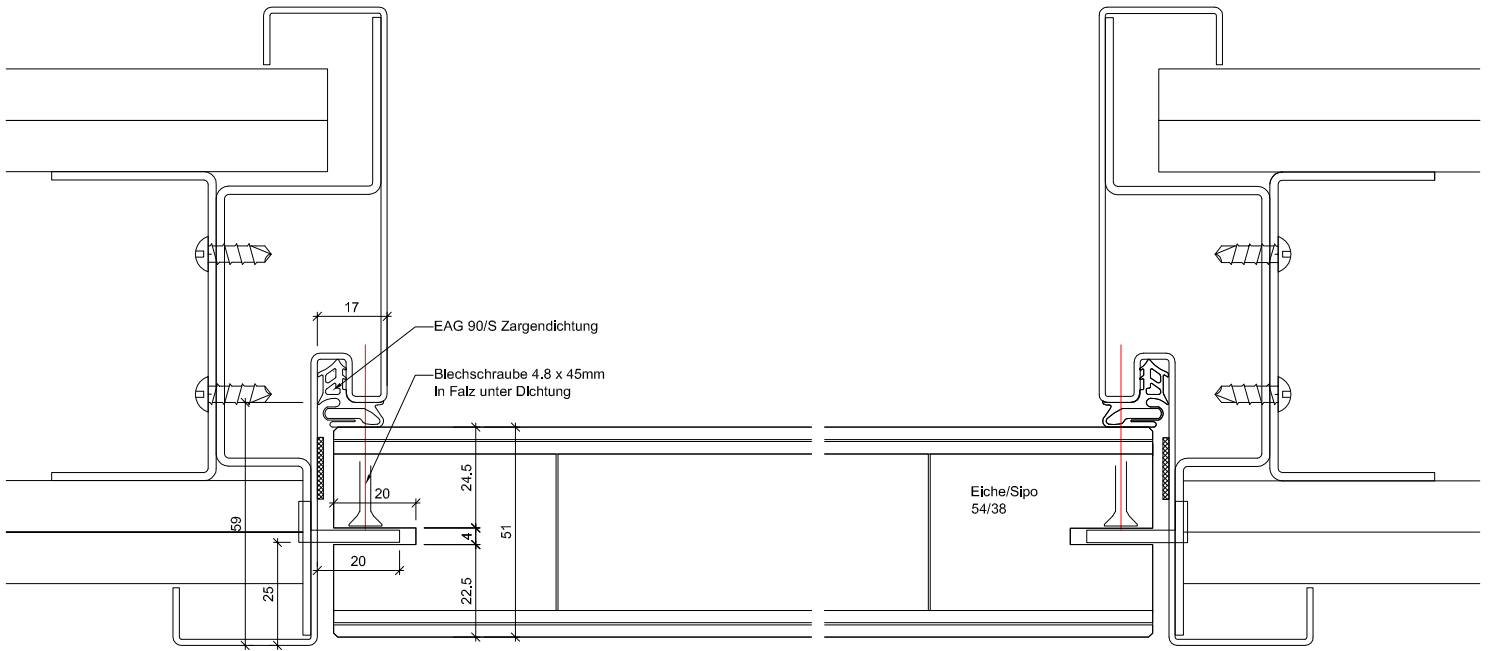 17
EAG 90/S Zargendichtung
Blechschraube 4.8 x 45mm
In Falz unter Dichtung
20
24.5
Eiche/Sipo
54/38
59
4
51
20
25
22.5